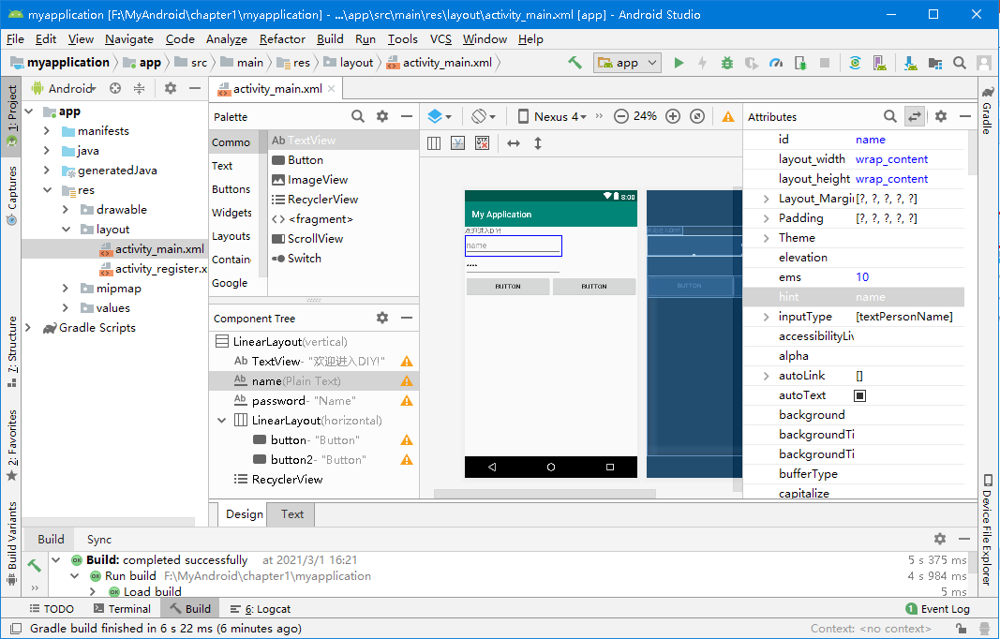 myapplication [F:\MyAndroid\chapter1\myapplication] - ...\app\src\main\res\layout\activity_main.xml [app] - Android Studio
File Edit View Navigate Code Analyze Refactor Build Run Tools VCS Window Help
myapplication app src main res layout activity_main.xml app
1: Project
Captures
7: Structure
2: Favorites
Build Variants
Android
app
manifests
java
generatedJava
res
drawable
layout
activity_main.xml
activity_register.x
mipmap
values
Gradle Scripts
activity_main.xml
Palette
Commo
Text
Buttons
Widgets
Layouts
Contain
Google
Ab TextView
Button
ImageView
RecyclerView
<> <fragment>
ScrollView
Switch
Component Tree
LinearLayout(vertical)
Ab TextView- "欢迎进入DIY!"
Ab name(Plain Text)
Ab password- "Name"
LinearLayout(horizontal)
button- "Button"
button2- "Button"
RecyclerView
Nexus 4 24%
8:00
My Application
欢迎进入DIY!
name
BUTTON BUTTON
欢迎进入DIY!
BUTTON
Design Text
Attributes
id name
layout_width wrap_content
layout_height wrap_content
Layout_Margi [?, ?, ?, ?, ?]
Padding [?, ?, ?, ?, ?]
Theme
elevation
ems 10
hint name
inputType [textPersonName]
accessibilityLiv
alpha
autoLink []
autoText
background
backgroundTi
backgroundTi
bufferType
capitalize
Gradle
Device File Explorer
Build Sync
Build: completed successfully at 2021/3/1 16:21 5 s 375 ms
Run build F:\MyAndroid\chapter1\myapplication 4 s 984 ms
Load build 5 ms
TODO Terminal Build 6: Logcat 1 Event Log
Gradle build finished in 6 s 22 ms (6 minutes ago) Context: <no context>